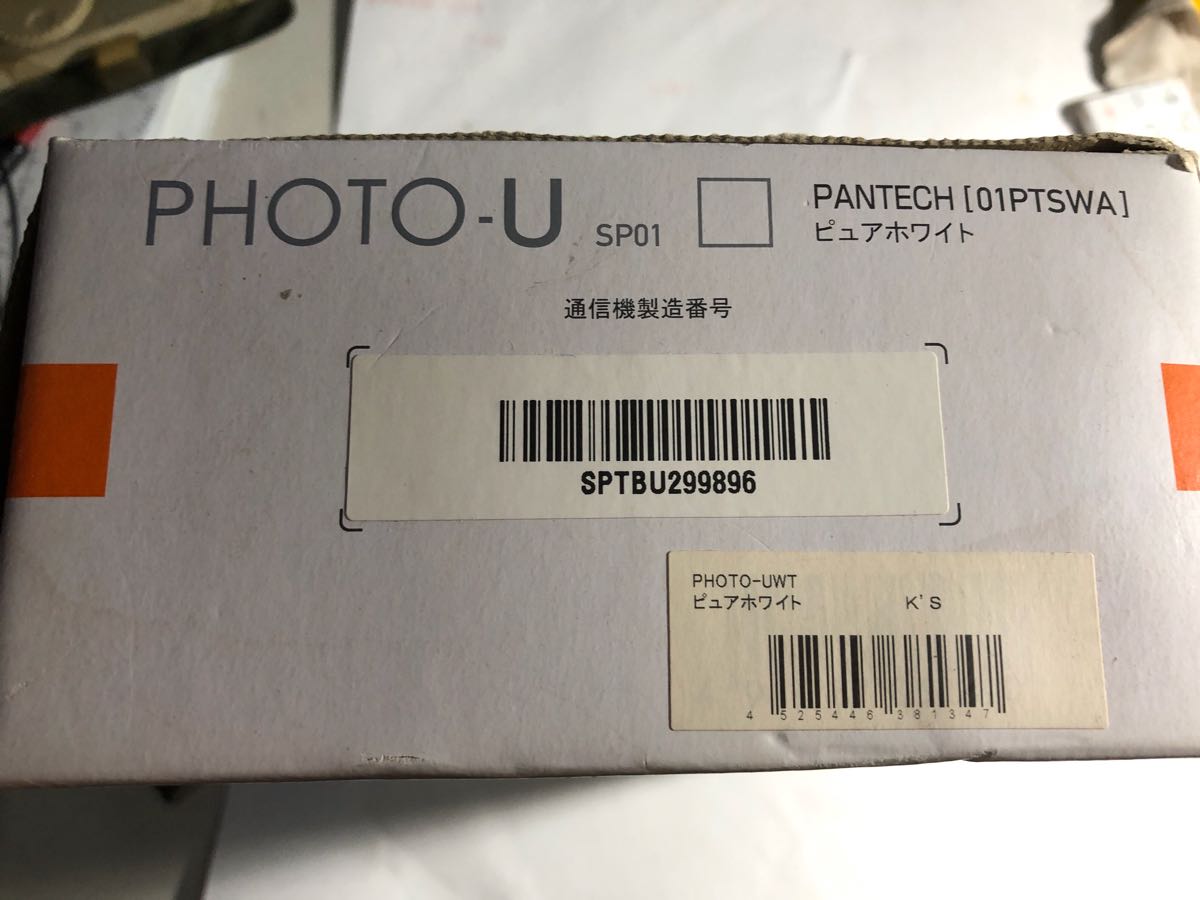 PHOTO-U SP01 PANTECH [01PTSWA]
ピュアホワイト
通信機製造番号
SPTBU299896
PHOTO-UWT
ピュアホワイト K'S
4 525446 381347